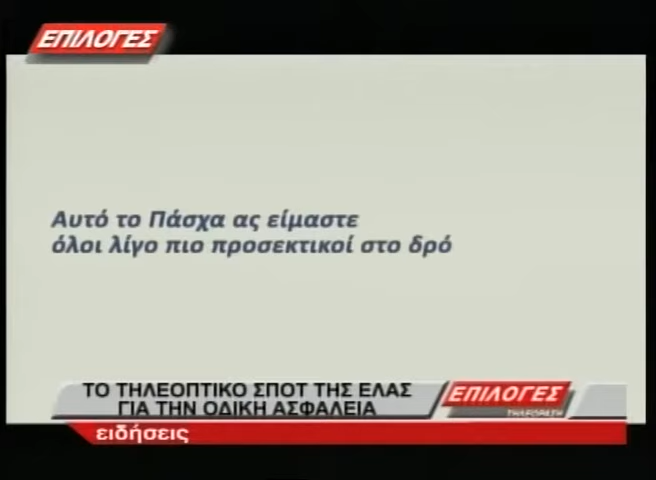 ΕΠΙΛΟΓΕΣ
Αυτό το Πάσχα ας είμαστε
όλοι λίγο πιο προσεκτικοί στο δρό
ΤΟ ΤΗΛΕΟΠΤΙΚΟ ΣΠΟΤ ΤΗΣ ΕΛΑΣ
ΓΙΑ ΤΗΝ ΟΔΙΚΗ ΑΣΦΑΛΕΙΑ
ΕΠΙΛΟΓΕΣ
ΤΗΛΕΟΡΑΣΗ
ειδήσεις